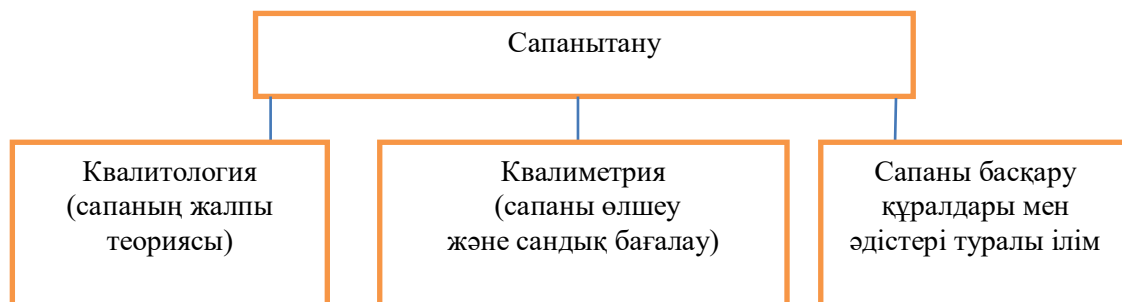 Сапанытану
Квалитология
(сапаның жалпы
теориясы)
Квалиметрия
(сапаны өлшеу
және сандық бағалау)
Сапаны басқару
құралдары мен
әдістері туралы ілім